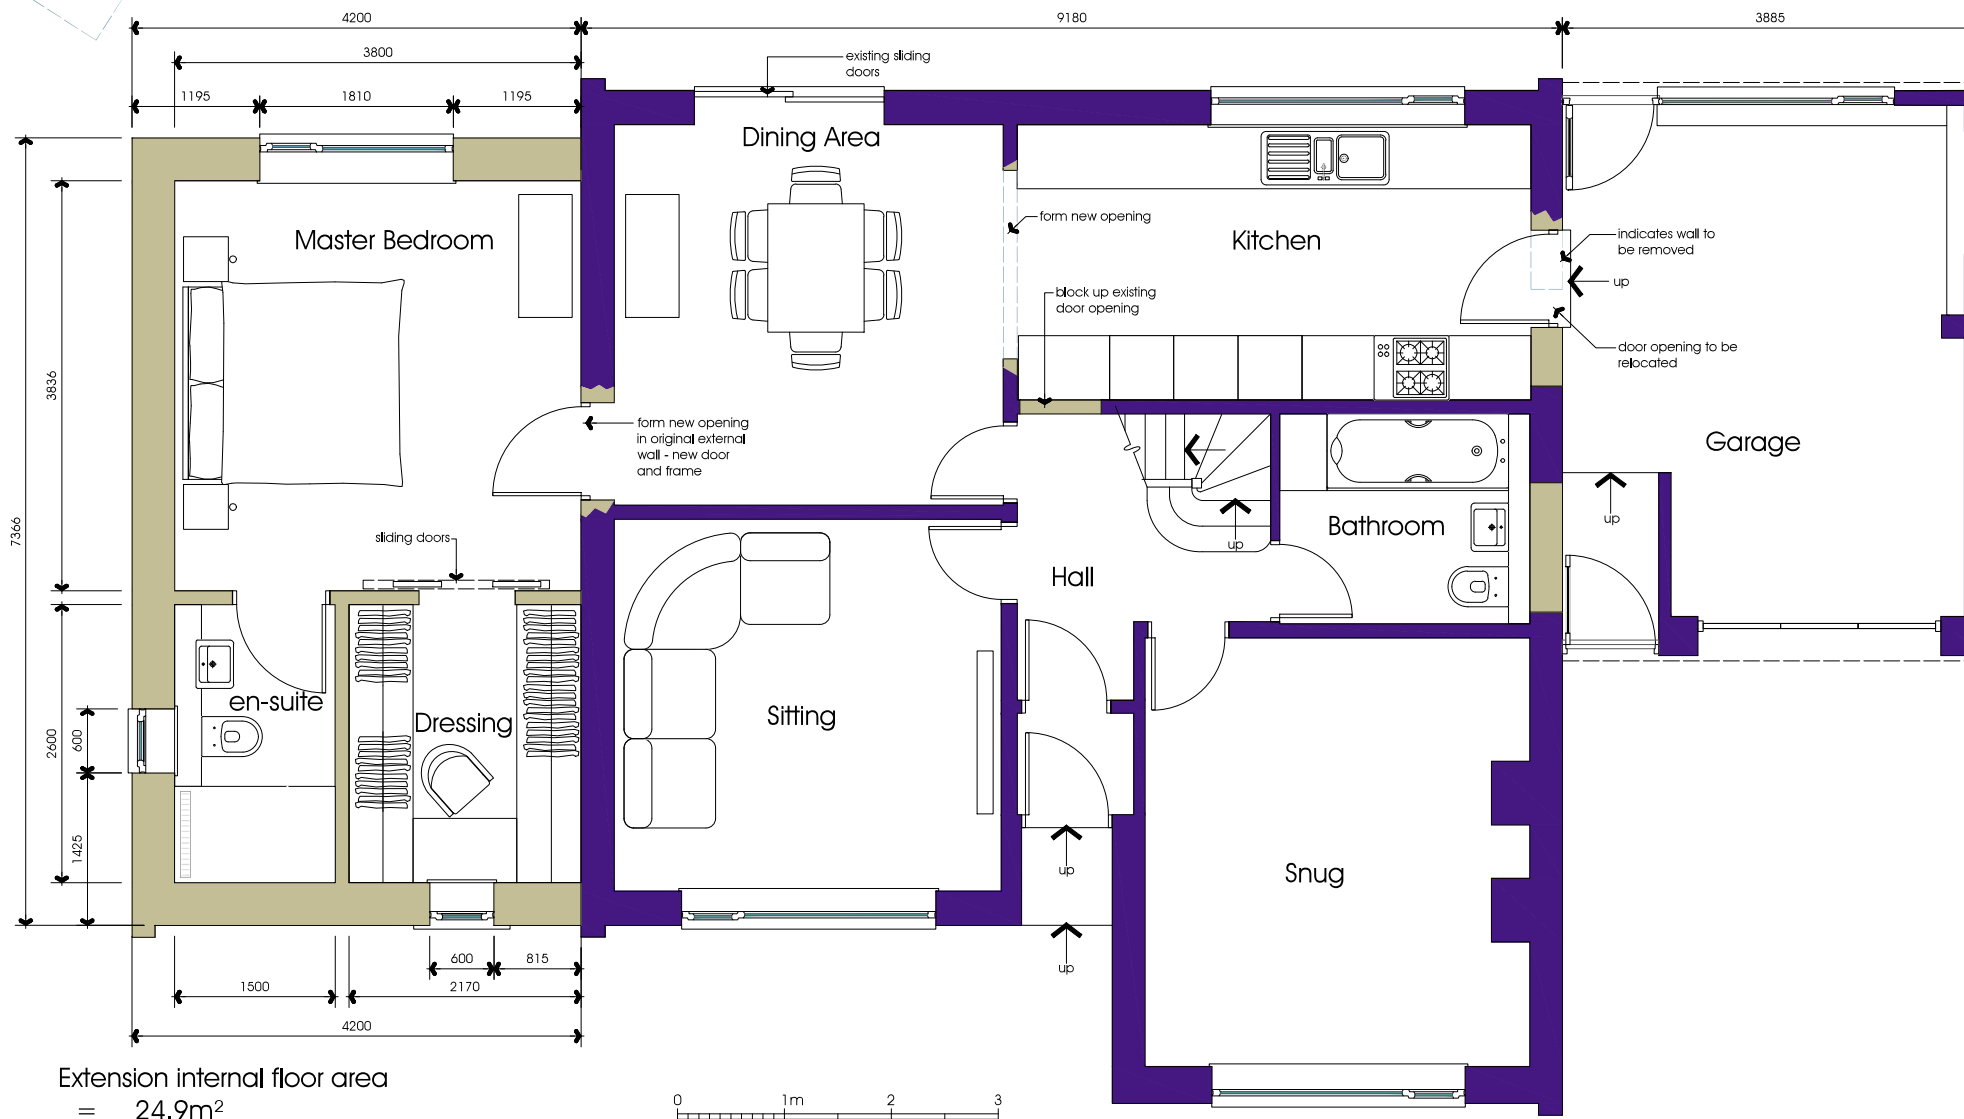 4200
9180
3885
3800
existing sliding
doors
1195
1810
1195
Dining Area
form new opening
Master Bedroom
Kitchen
indicates wall to
be removed
up
block up existing
door opening
door opening to be
relocated
3836
form new opening
in original external
wall - new door
and frame
Garage
7366
sliding doors
up
up
Bathroom
Hall
en-suite
Dressing
Sitting
2600
600
1425
Snug
up
up
600
815
1500
2170
4200
Extension internal floor area
= 24.9m²
0 1m 2 3